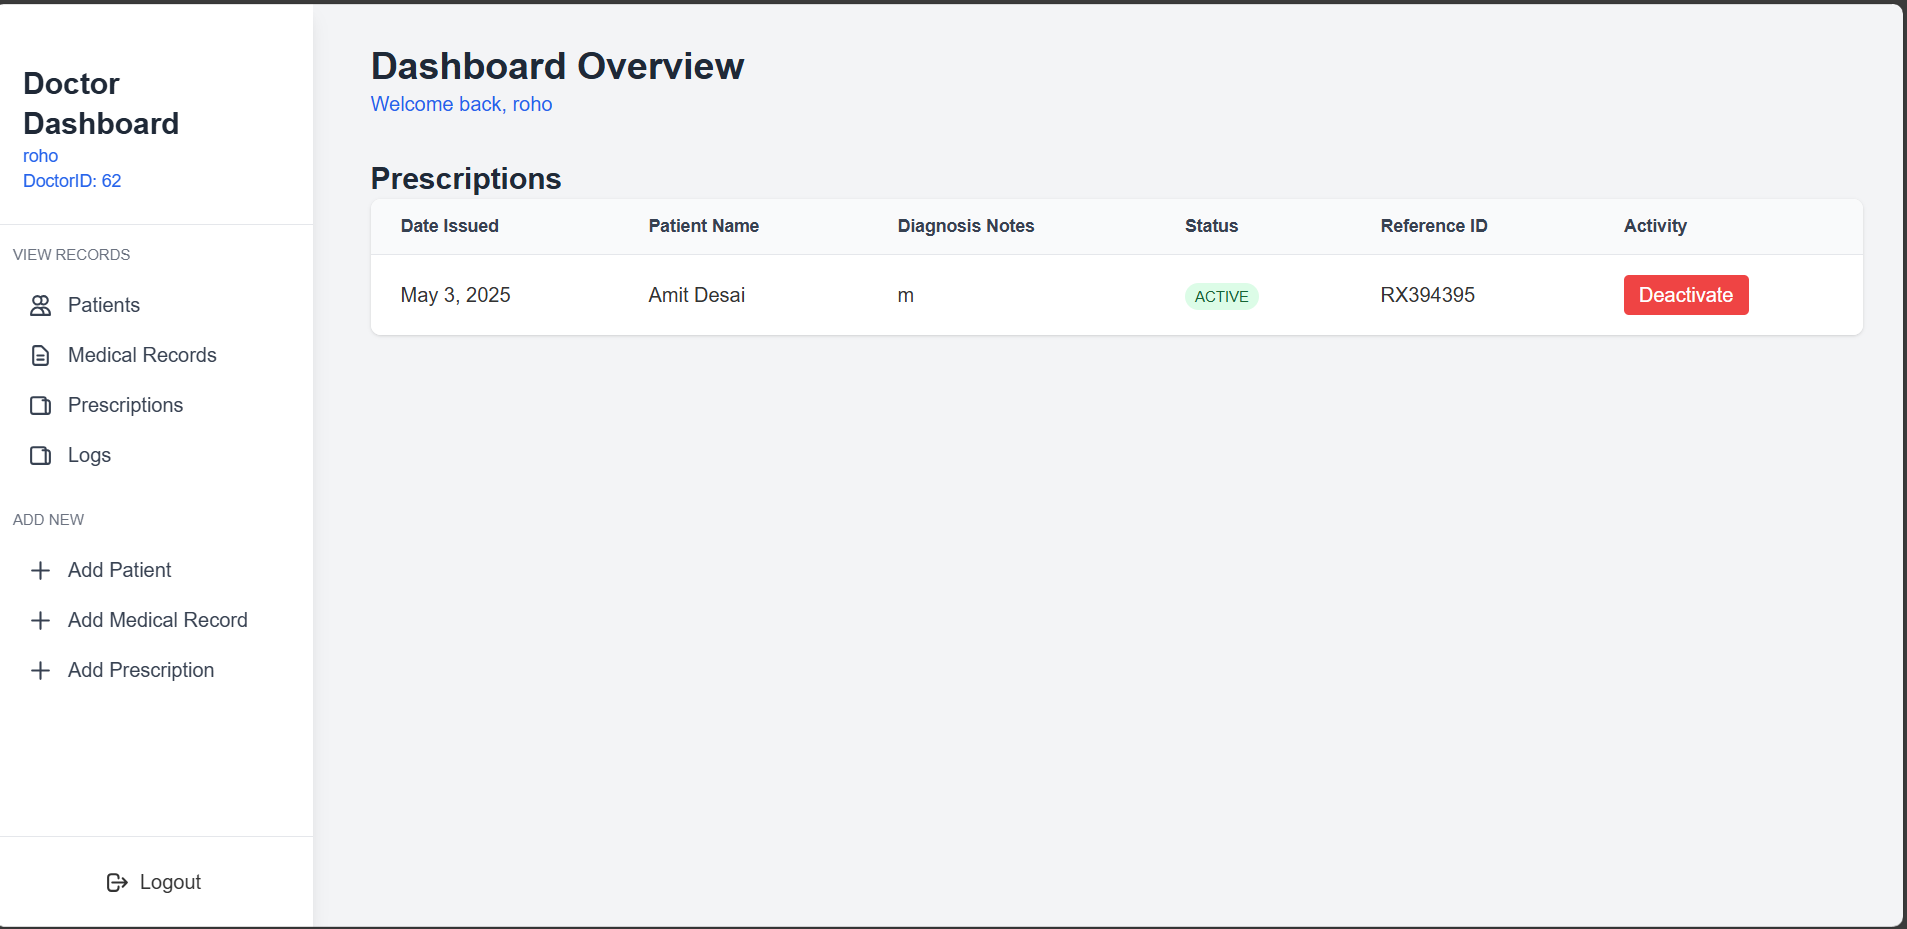 Doctor
Dashboard
roho
DoctorID: 62
VIEW RECORDS
Patients
Medical Records
Prescriptions
Logs
ADD NEW
Add Patient
Add Medical Record
Add Prescription
Logout
Dashboard Overview
Welcome back, roho
Prescriptions
Date Issued Patient Name Diagnosis Notes Status Reference ID Activity
May 3, 2025 Amit Desai m ACTIVE RX394395 Deactivate